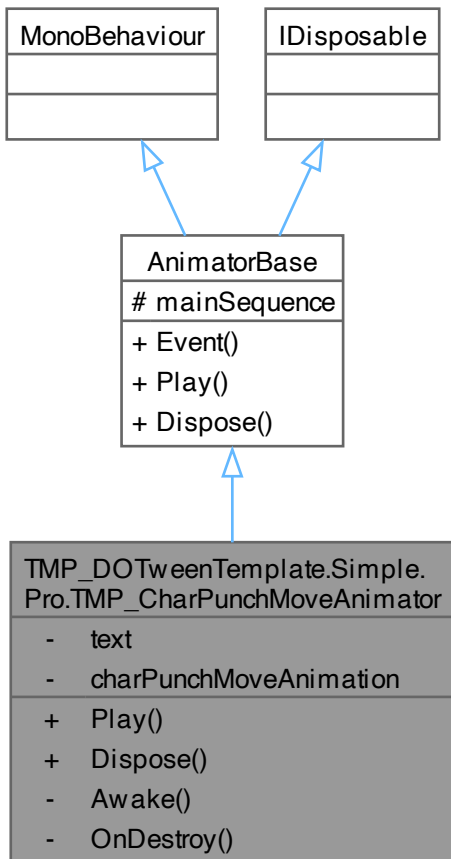 MonoBehaviour
IDisposable
AnimatorBase
# mainSequence
+ Event()
+ Play()
+ Dispose()
TMP_DOTweenTemplate.Simple.
Pro.TMP_CharPunchMoveAnimator
- text
- charPunchMoveAnimation
+ Play()
+ Dispose()
- Awake()
- OnDestroy()